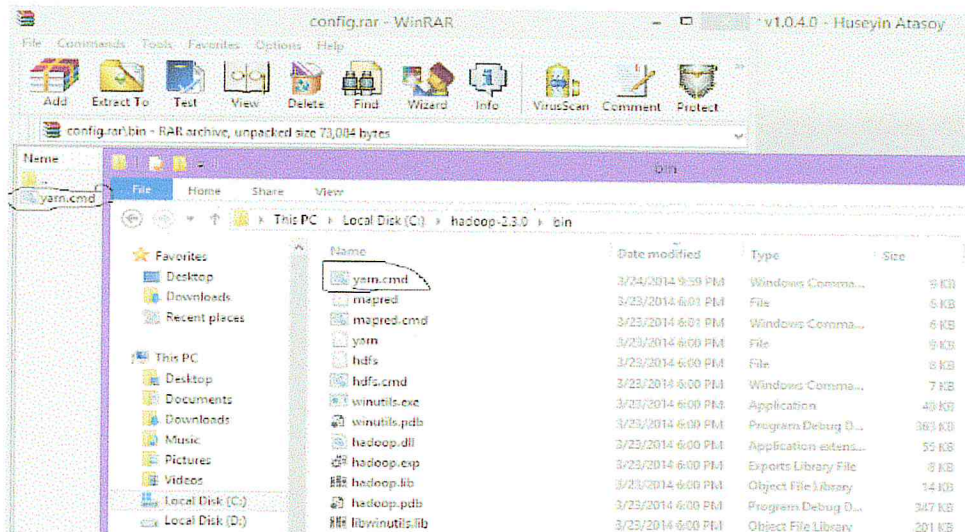 config.rar - WinRAR
v1.0.4.0 - Huseyin Atasoy
File Commands Tools Favorites Options Help
Add Extract To Test View Delete Find Wizard Info VirusScan Comment Protect
config.rar\bin - RAR archive, unpacked size 73,084 bytes
Name
..
yarn.cmd
bin
File Home Share View
This PC Local Disk (C:) hadoop-2.3.0 bin
Favorites
Desktop
Downloads
Recent places
This PC
Desktop
Documents
Downloads
Music
Pictures
Videos
Local Disk (C:)
Local Disk (D:)
Name Date modified Type Size
yarn.cmd 3/24/2014 9:59 PM Windows Comma... 9 KB
mapred 3/23/2014 6:01 PM File 6 KB
mapred.cmd 3/23/2014 6:01 PM Windows Comma... 6 KB
yarn 3/23/2014 6:00 PM File 9 KB
hdfs 3/23/2014 6:00 PM File 8 KB
hdfs.cmd 3/23/2014 6:00 PM Windows Comma... 7 KB
winutils.exe 3/23/2014 6:00 PM Application 40 KB
winutils.pdb 3/23/2014 6:00 PM Program Debug D... 363 KB
hadoop.dll 3/23/2014 6:00 PM Application extens... 55 KB
hadoop.exp 3/23/2014 6:00 PM Exports Library File 8 KB
hadoop.lib 3/23/2014 6:00 PM Object File Library 14 KB
hadoop.pdb 3/23/2014 6:00 PM Program Debug D... 347 KB
libwinutils.lib 3/23/2014 6:00 PM Object File Library 201 KB